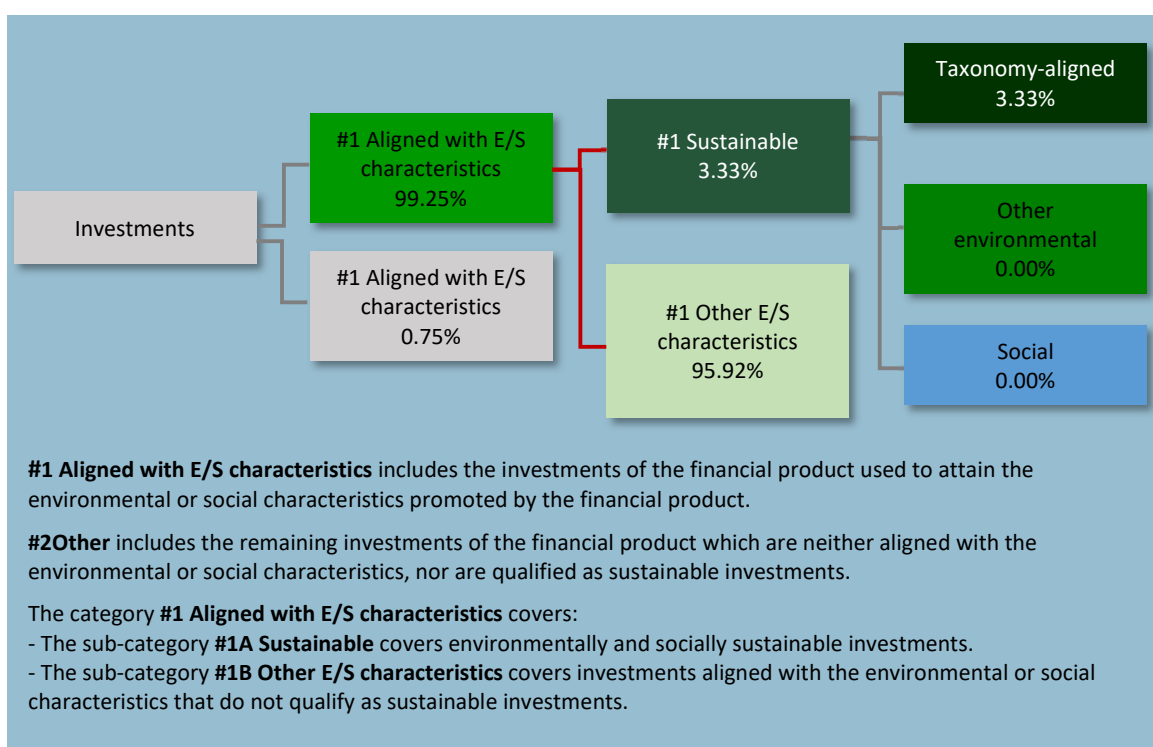 Investments
#1 Aligned with E/S
characteristics
99.25%
#1 Aligned with E/S
characteristics
0.75%
#1 Sustainable
3.33%
#1 Other E/S
characteristics
95.92%
Taxonomy-aligned
3.33%
Other
environmental
0.00%
Social
0.00%
#1 Aligned with E/S characteristics includes the investments of the financial product used to attain the
environmental or social characteristics promoted by the financial product.
#2Other includes the remaining investments of the financial product which are neither aligned with the
environmental or social characteristics, nor are qualified as sustainable investments.
The category #1 Aligned with E/S characteristics covers:
- The sub-category #1A Sustainable covers environmentally and socially sustainable investments.
- The sub-category #1B Other E/S characteristics covers investments aligned with the environmental or social
characteristics that do not qualify as sustainable investments.